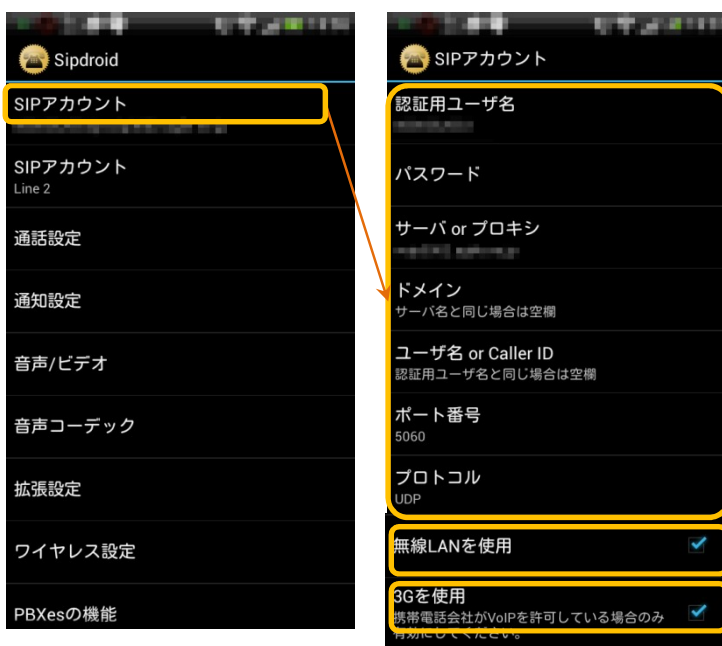 Sipdroid
SIPアカウント
SIPアカウント
Line 2
通話設定
通知設定
音声/ビデオ
音声コーデック
拡張設定
ワイヤレス設定
PBXesの機能
SIPアカウント
認証用ユーザ名
パスワード
サーバ or プロキシ
ドメイン
サーバ名と同じ場合は空欄
ユーザ名 or Caller ID
認証用ユーザ名と同じ場合は空欄
ポート番号
5060
プロトコル
UDP
無線LANを使用
3Gを使用
携帯電話会社がVoIPを許可している場合のみ
有効にしてください。